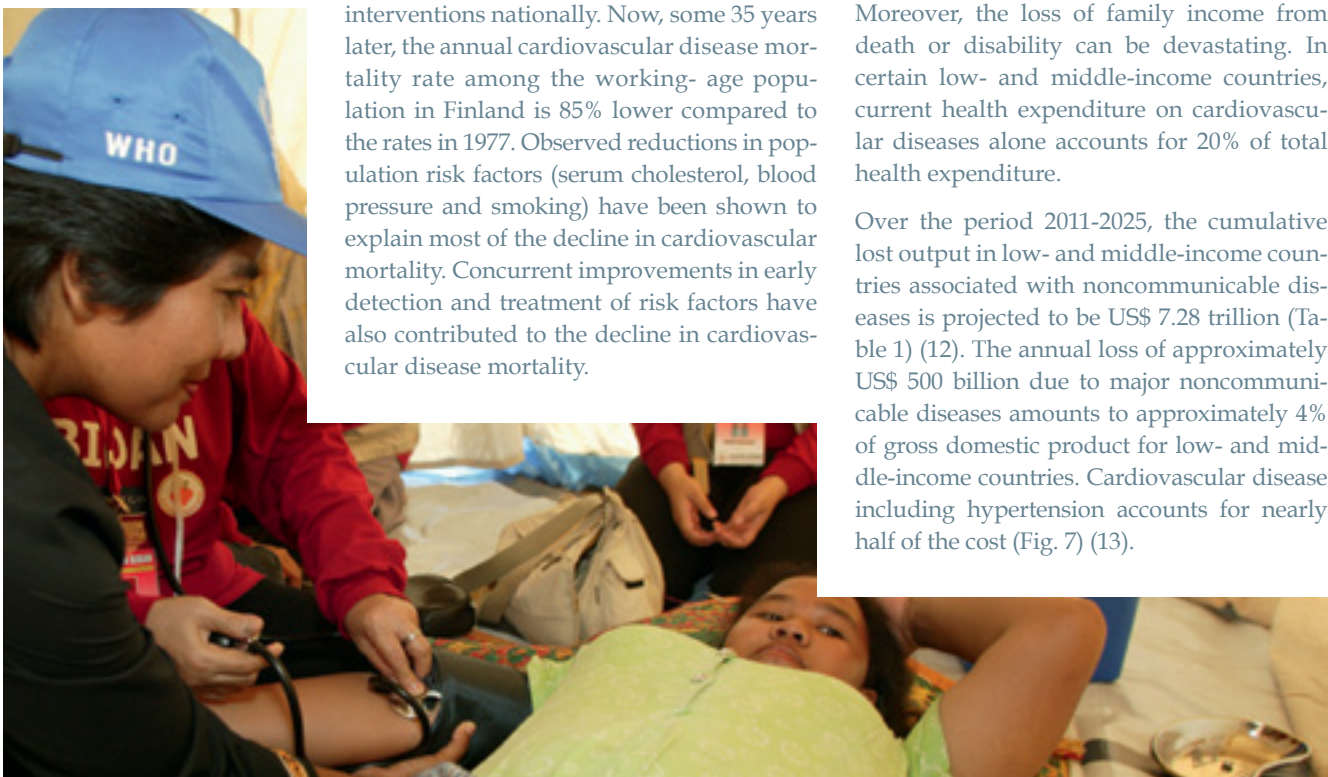 interventions nationally. Now, some 35 years
later, the annual cardiovascular disease mor-
tality rate among the working- age popu-
lation in Finland is 85% lower compared to
the rates in 1977. Observed reductions in pop-
ulation risk factors (serum cholesterol, blood
pressure and smoking) have been shown to
explain most of the decline in cardiovascular
mortality. Concurrent improvements in early
detection and treatment of risk factors have
also contributed to the decline in cardiovas-
cular disease mortality.
Moreover, the loss of family income from
death or disability can be devastating. In
certain low- and middle-income countries,
current health expenditure on cardiovascu-
lar diseases alone accounts for 20% of total
health expenditure.
Over the period 2011-2025, the cumulative
lost output in low- and middle-income coun-
tries associated with noncommunicable dis-
eases is projected to be US$ 7.28 trillion (Ta-
ble 1) (12). The annual loss of approximately
US$ 500 billion due to major noncommuni-
cable diseases amounts to approximately 4%
of gross domestic product for low- and mid-
dle-income countries. Cardiovascular disease
including hypertension accounts for nearly
half of the cost (Fig. 7) (13).
WHO
BIDAN